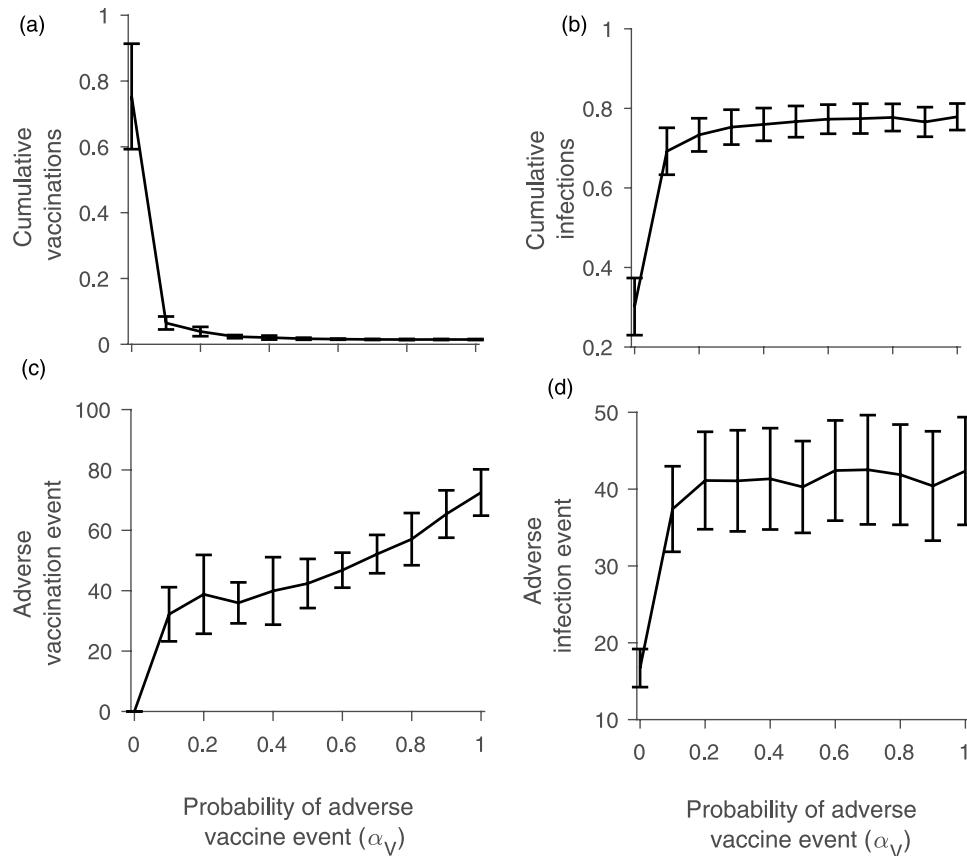 (a)
1
0.8
0.6
0.4
0.2
0
Cumulative
vaccinations
(b)
1
0.8
0.6
0.4
0.2
Cumulative
infections
(c)
100
80
60
40
20
0
Adverse
vaccination event
0 0.2 0.4 0.6 0.8 1
Probability of adverse
vaccine event (α_V)
(d)
50
40
30
20
10
Adverse
infection event
0 0.2 0.4 0.6 0.8 1
Probability of adverse
vaccine event (α_V)